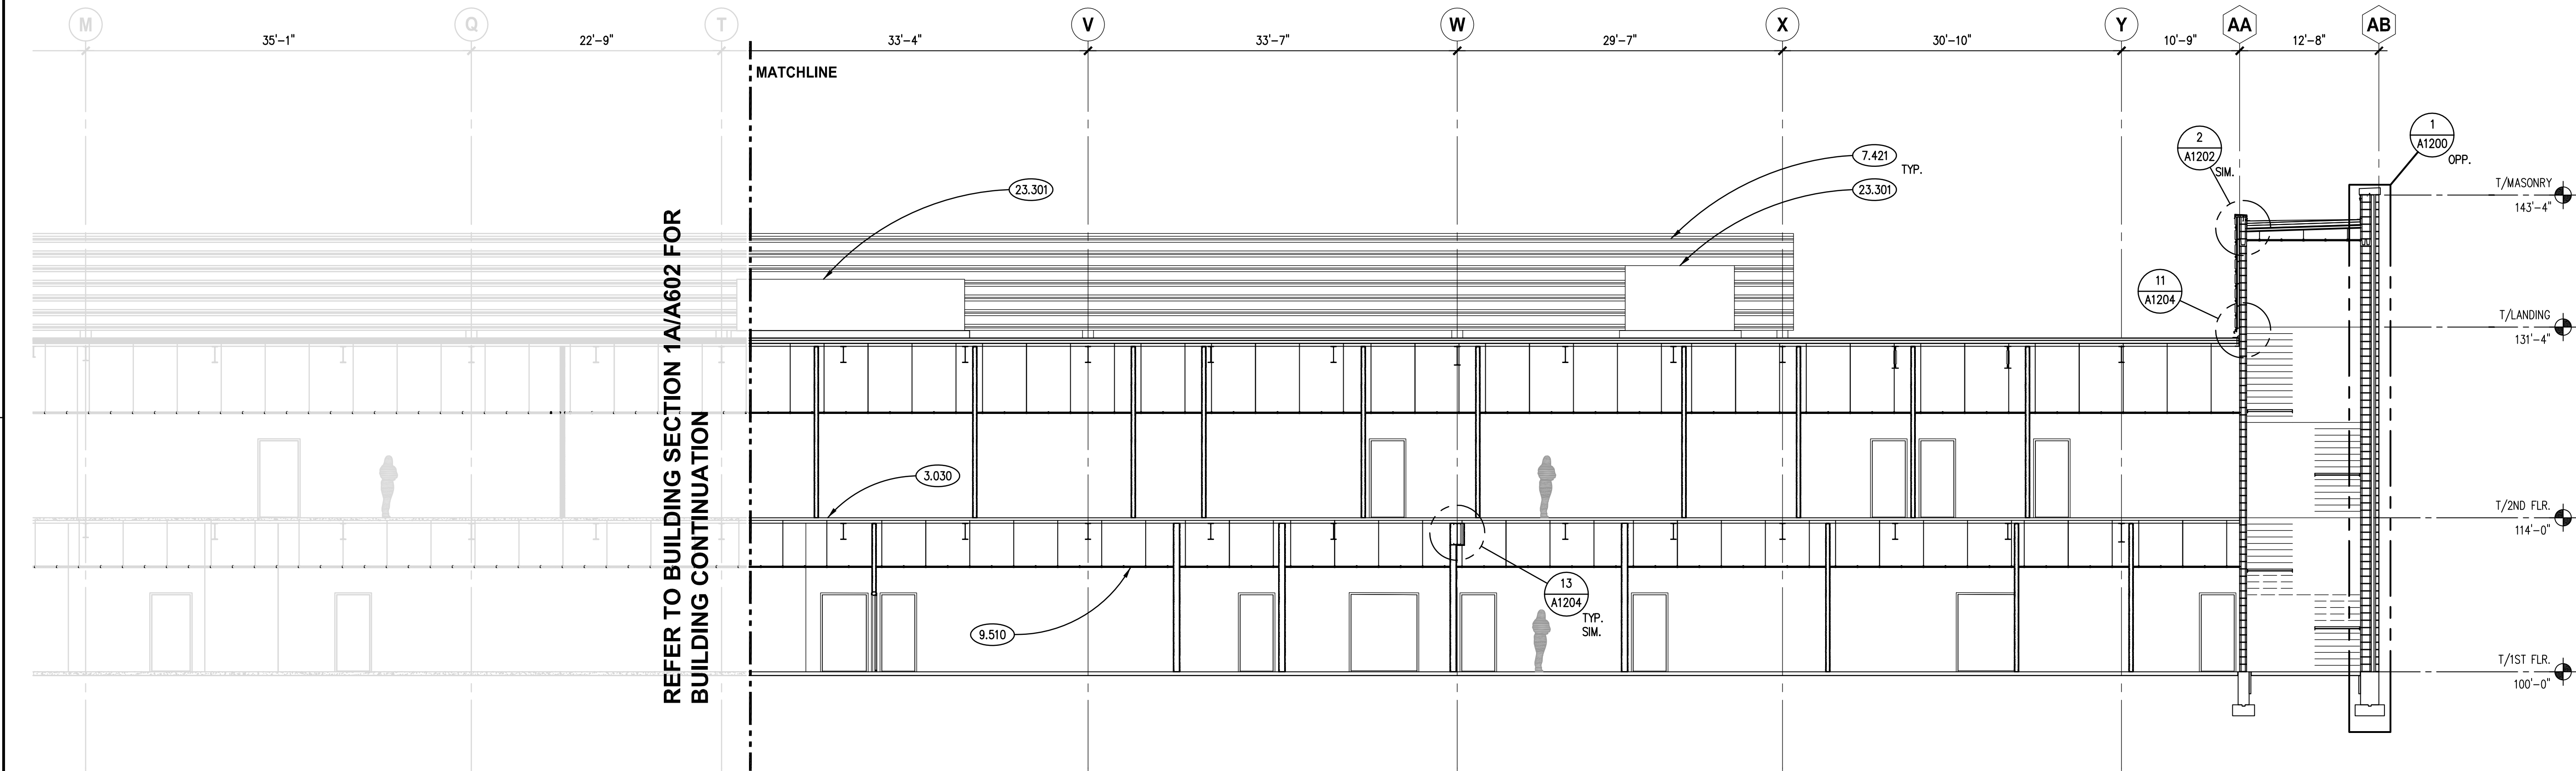 M
Q
T
V
W
X
Y
AA
AB
35'-1"
22'-9"
33'-4"
33'-7"
29'-7"
30'-10"
10'-9"
12'-8"
MATCHLINE
REFER TO BUILDING SECTION 1A/A602 FOR
BUILDING CONTINUATION
23.301
7.421
TYP.
23.301
2
A1202
SIM.
1
A1200
OPP.
11
A1204
T/MASONRY
143'-4"
T/LANDING
131'-4"
3.030
T/2ND FLR.
114'-0"
13
A1204
TYP.
SIM.
9.510
T/1ST FLR.
100'-0"